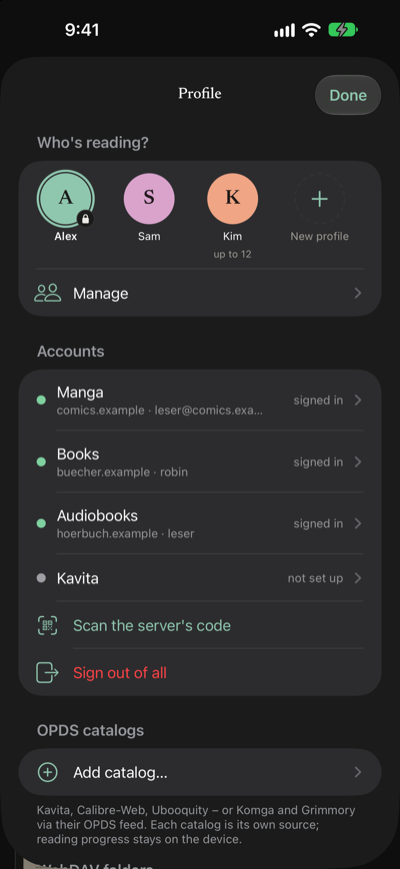 9:41
Profile
Done
Who's reading?
A
S
K
Alex
Sam
Kim
New profile
up to 12
Manage
Accounts
Manga
comics.example · leser@comics.exa...
signed in
Books
buecher.example · robin
signed in
Audiobooks
hoerbuch.example · leser
signed in
Kavita
not set up
Scan the server's code
Sign out of all
OPDS catalogs
Add catalog...
Kavita, Calibre-Web, Ubooquity – or Komga and Grimmory
via their OPDS feed. Each catalog is its own source;
reading progress stays on the device.
WebDAV folders